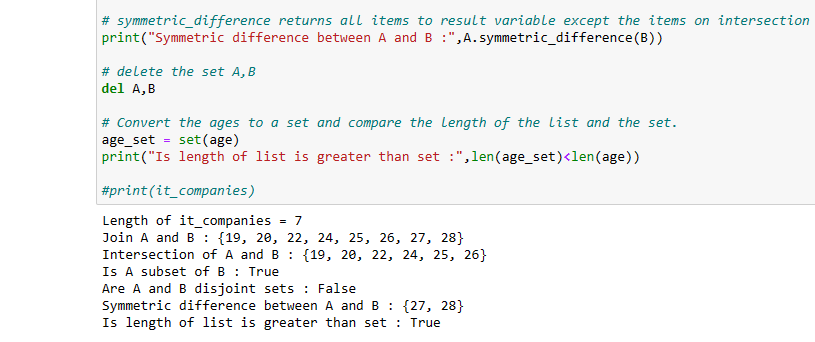 # symmetric_difference returns all items to result variable except the items on intersection
print("Symmetric difference between A and B :",A.symmetric_difference(B))
# delete the set A,B
del A,B
# Convert the ages to a set and compare the length of the list and the set.
age_set = set(age)
print("Is length of list is greater than set :",len(age_set)<len(age))
#print(it_companies)
Length of it_companies = 7
Join A and B : {19, 20, 22, 24, 25, 26, 27, 28}
Intersection of A and B : {19, 20, 22, 24, 25, 26}
Is A subset of B : True
Are A and B disjoint sets : False
Symmetric difference between A and B : {27, 28}
Is length of list is greater than set : True